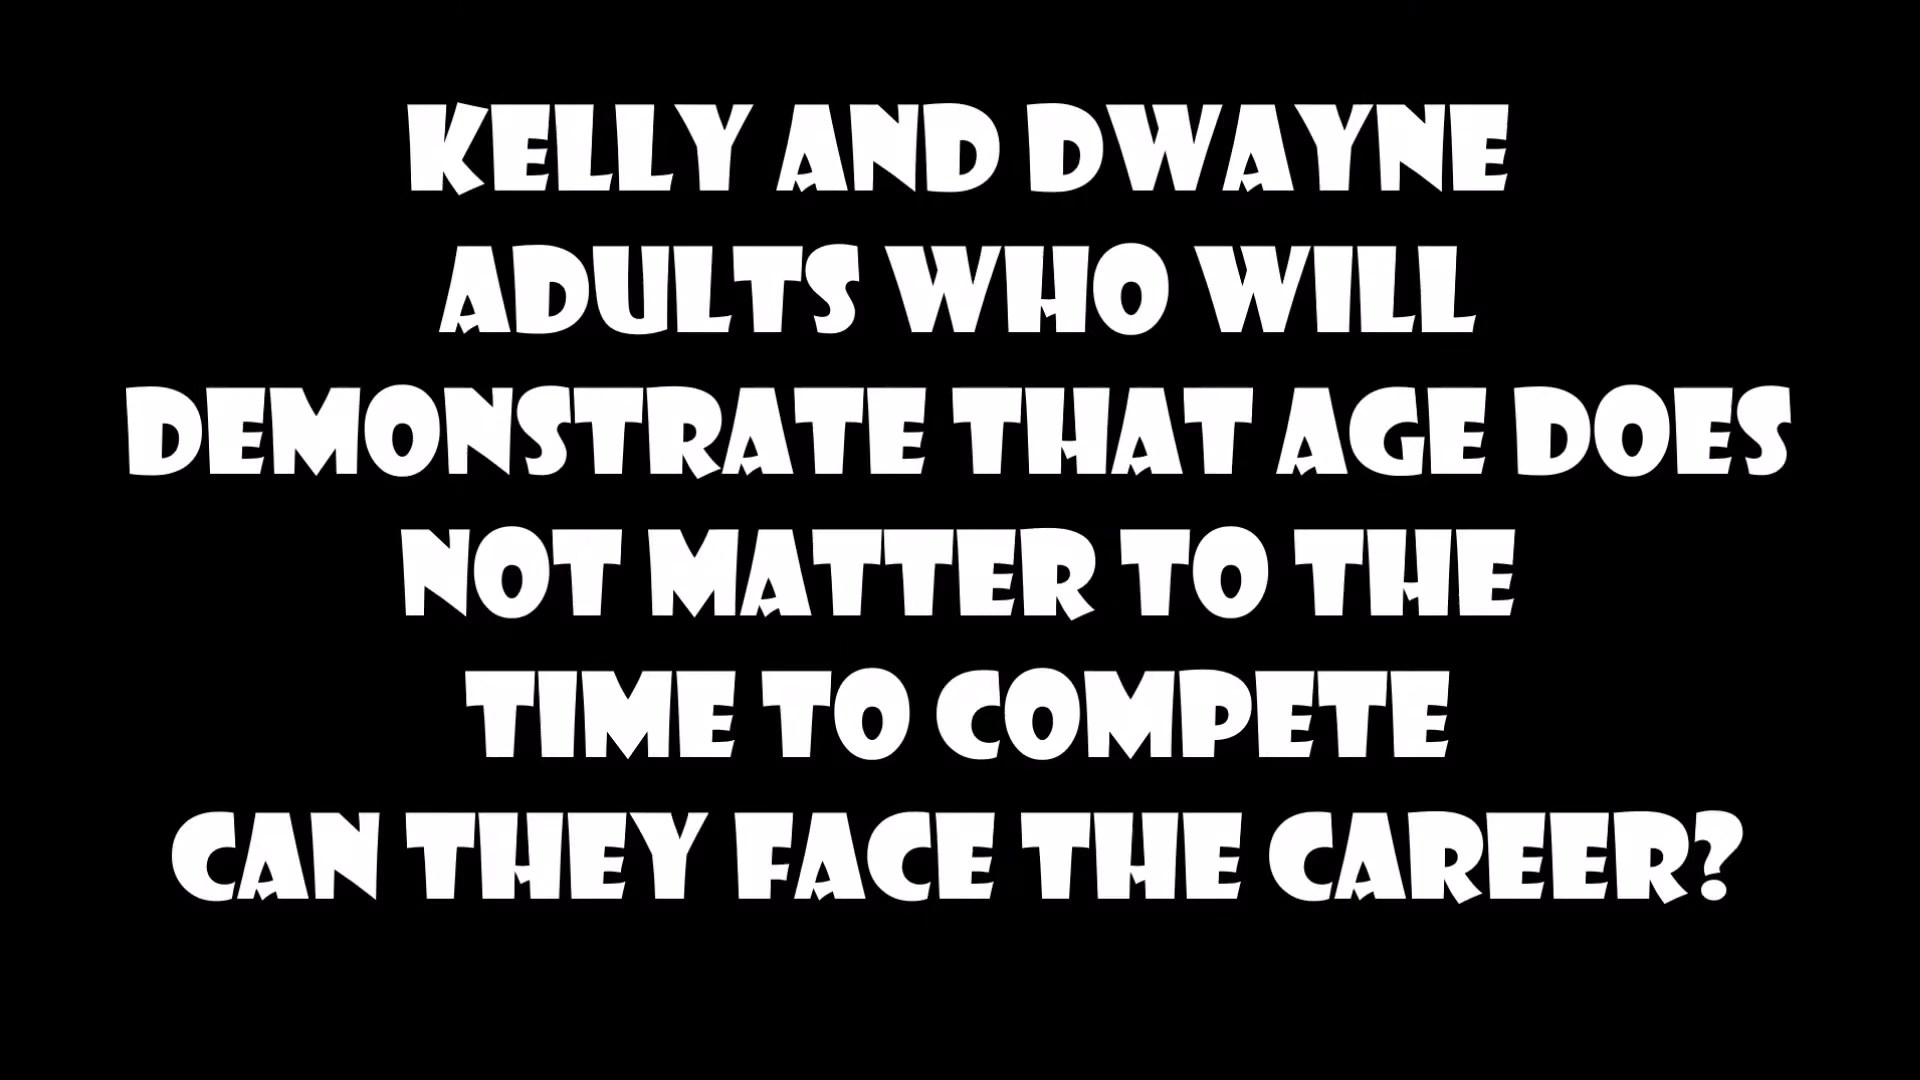 KELLY AND DWAYNE
ADULTS WHO WILL
DEMONSTRATE THAT AGE DOES
NOT MATTER TO THE
TIME TO COMPETE
CAN THEY FACE THE CAREER?